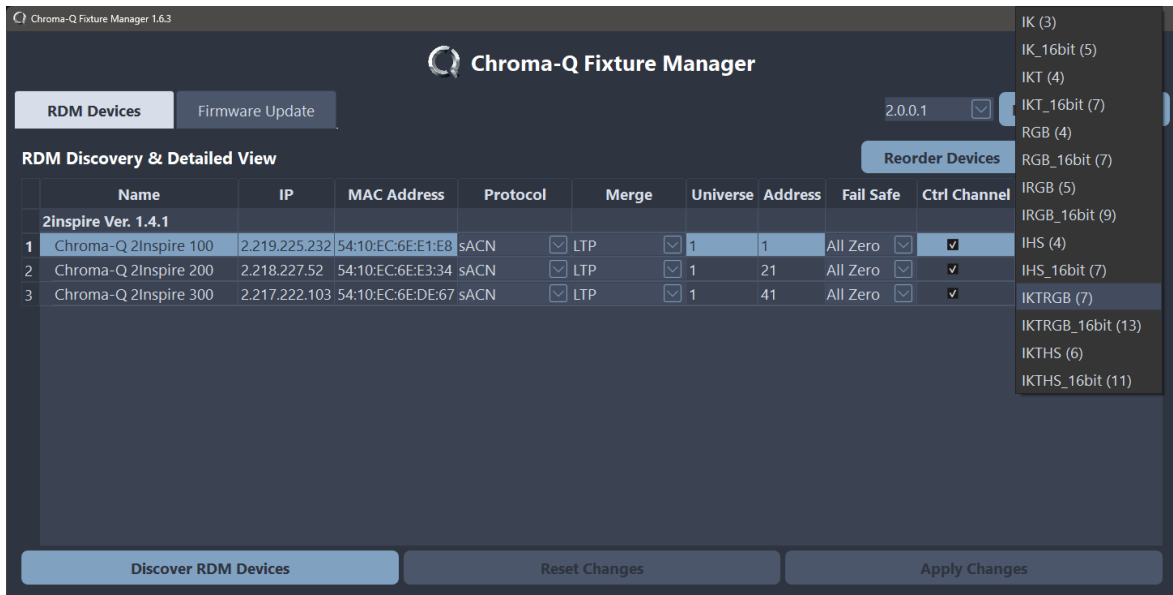 Chroma-Q Fixture Manager 1.6.3
Chroma-Q Fixture Manager
RDM Devices Firmware Update 2.0.0.1
RDM Discovery & Detailed View Reorder Devices
Name IP MAC Address Protocol Merge Universe Address Fail Safe Ctrl Channel
2inspire Ver. 1.4.1
1 Chroma-Q 2Inspire 100 2.219.225.232 54:10:EC:6E:E1:E8 sACN LTP 1 1 All Zero
2 Chroma-Q 2Inspire 200 2.218.227.52 54:10:EC:6E:E3:34 sACN LTP 1 21 All Zero
3 Chroma-Q 2Inspire 300 2.217.222.103 54:10:EC:6E:DE:67 sACN LTP 1 41 All Zero
IK (3)
IK_16bit (5)
IKT (4)
IKT_16bit (7)
RGB (4)
RGB_16bit (7)
IRGB (5)
IRGB_16bit (9)
IHS (4)
IHS_16bit (7)
IKTRGB (7)
IKTRGB_16bit (13)
IKTHS (6)
IKTHS_16bit (11)
Discover RDM Devices Reset Changes Apply Changes